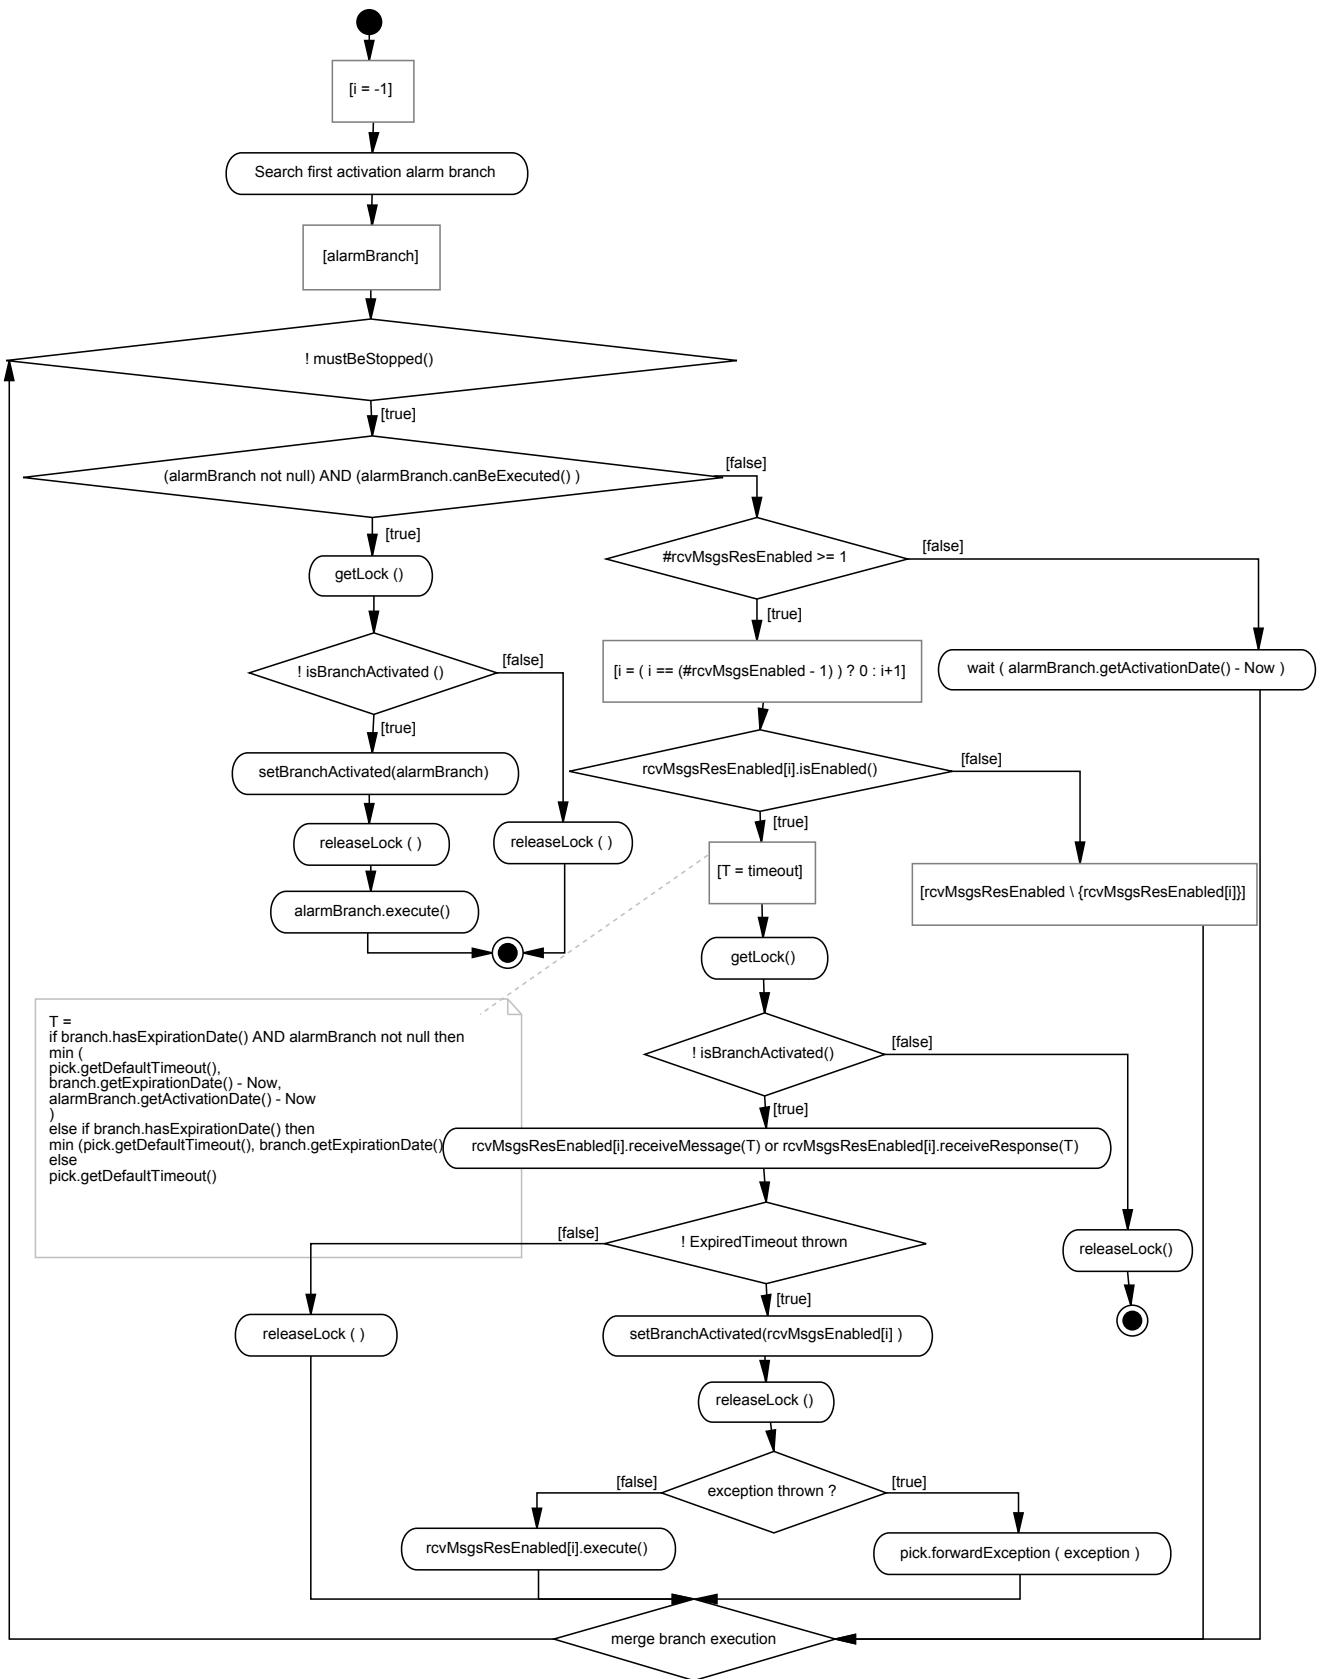 [i = -1]
Search first activation alarm branch
[alarmBranch]
! mustBeStopped()
[true]
(alarmBranch not null) AND (alarmBranch.canBeExecuted() )
[false]
[true]
getLock ()
#rcvMsgsResEnabled >= 1
[false]
[true]
! isBranchActivated ()
[false]
[i = ( i == (#rcvMsgsEnabled - 1) ) ? 0 : i+1]
wait ( alarmBranch.getActivationDate() - Now )
[true]
setBranchActivated(alarmBranch)
rcvMsgsResEnabled[i].isEnabled()
[false]
[true]
releaseLock ( )
releaseLock ( )
[T = timeout]
[rcvMsgsResEnabled \ {rcvMsgsResEnabled[i]}]
alarmBranch.execute()
getLock()
T =
if branch.hasExpirationDate() AND alarmBranch not null then
min (
pick.getDefaultTimeout(),
branch.getExpirationDate() - Now,
alarmBranch.getActivationDate() - Now
)
else if branch.hasExpirationDate() then
min (pick.getDefaultTimeout(), branch.getExpirationDate()
else
pick.getDefaultTimeout()
! isBranchActivated()
[false]
[true]
rcvMsgsResEnabled[i].receiveMessage(T) or rcvMsgsResEnabled[i].receiveResponse(T)
[false]
! ExpiredTimeout thrown
releaseLock()
[true]
releaseLock ( )
setBranchActivated(rcvMsgsEnabled[i] )
releaseLock ()
[false]
exception thrown ?
[true]
rcvMsgsResEnabled[i].execute()
pick.forwardException ( exception )
merge branch execution